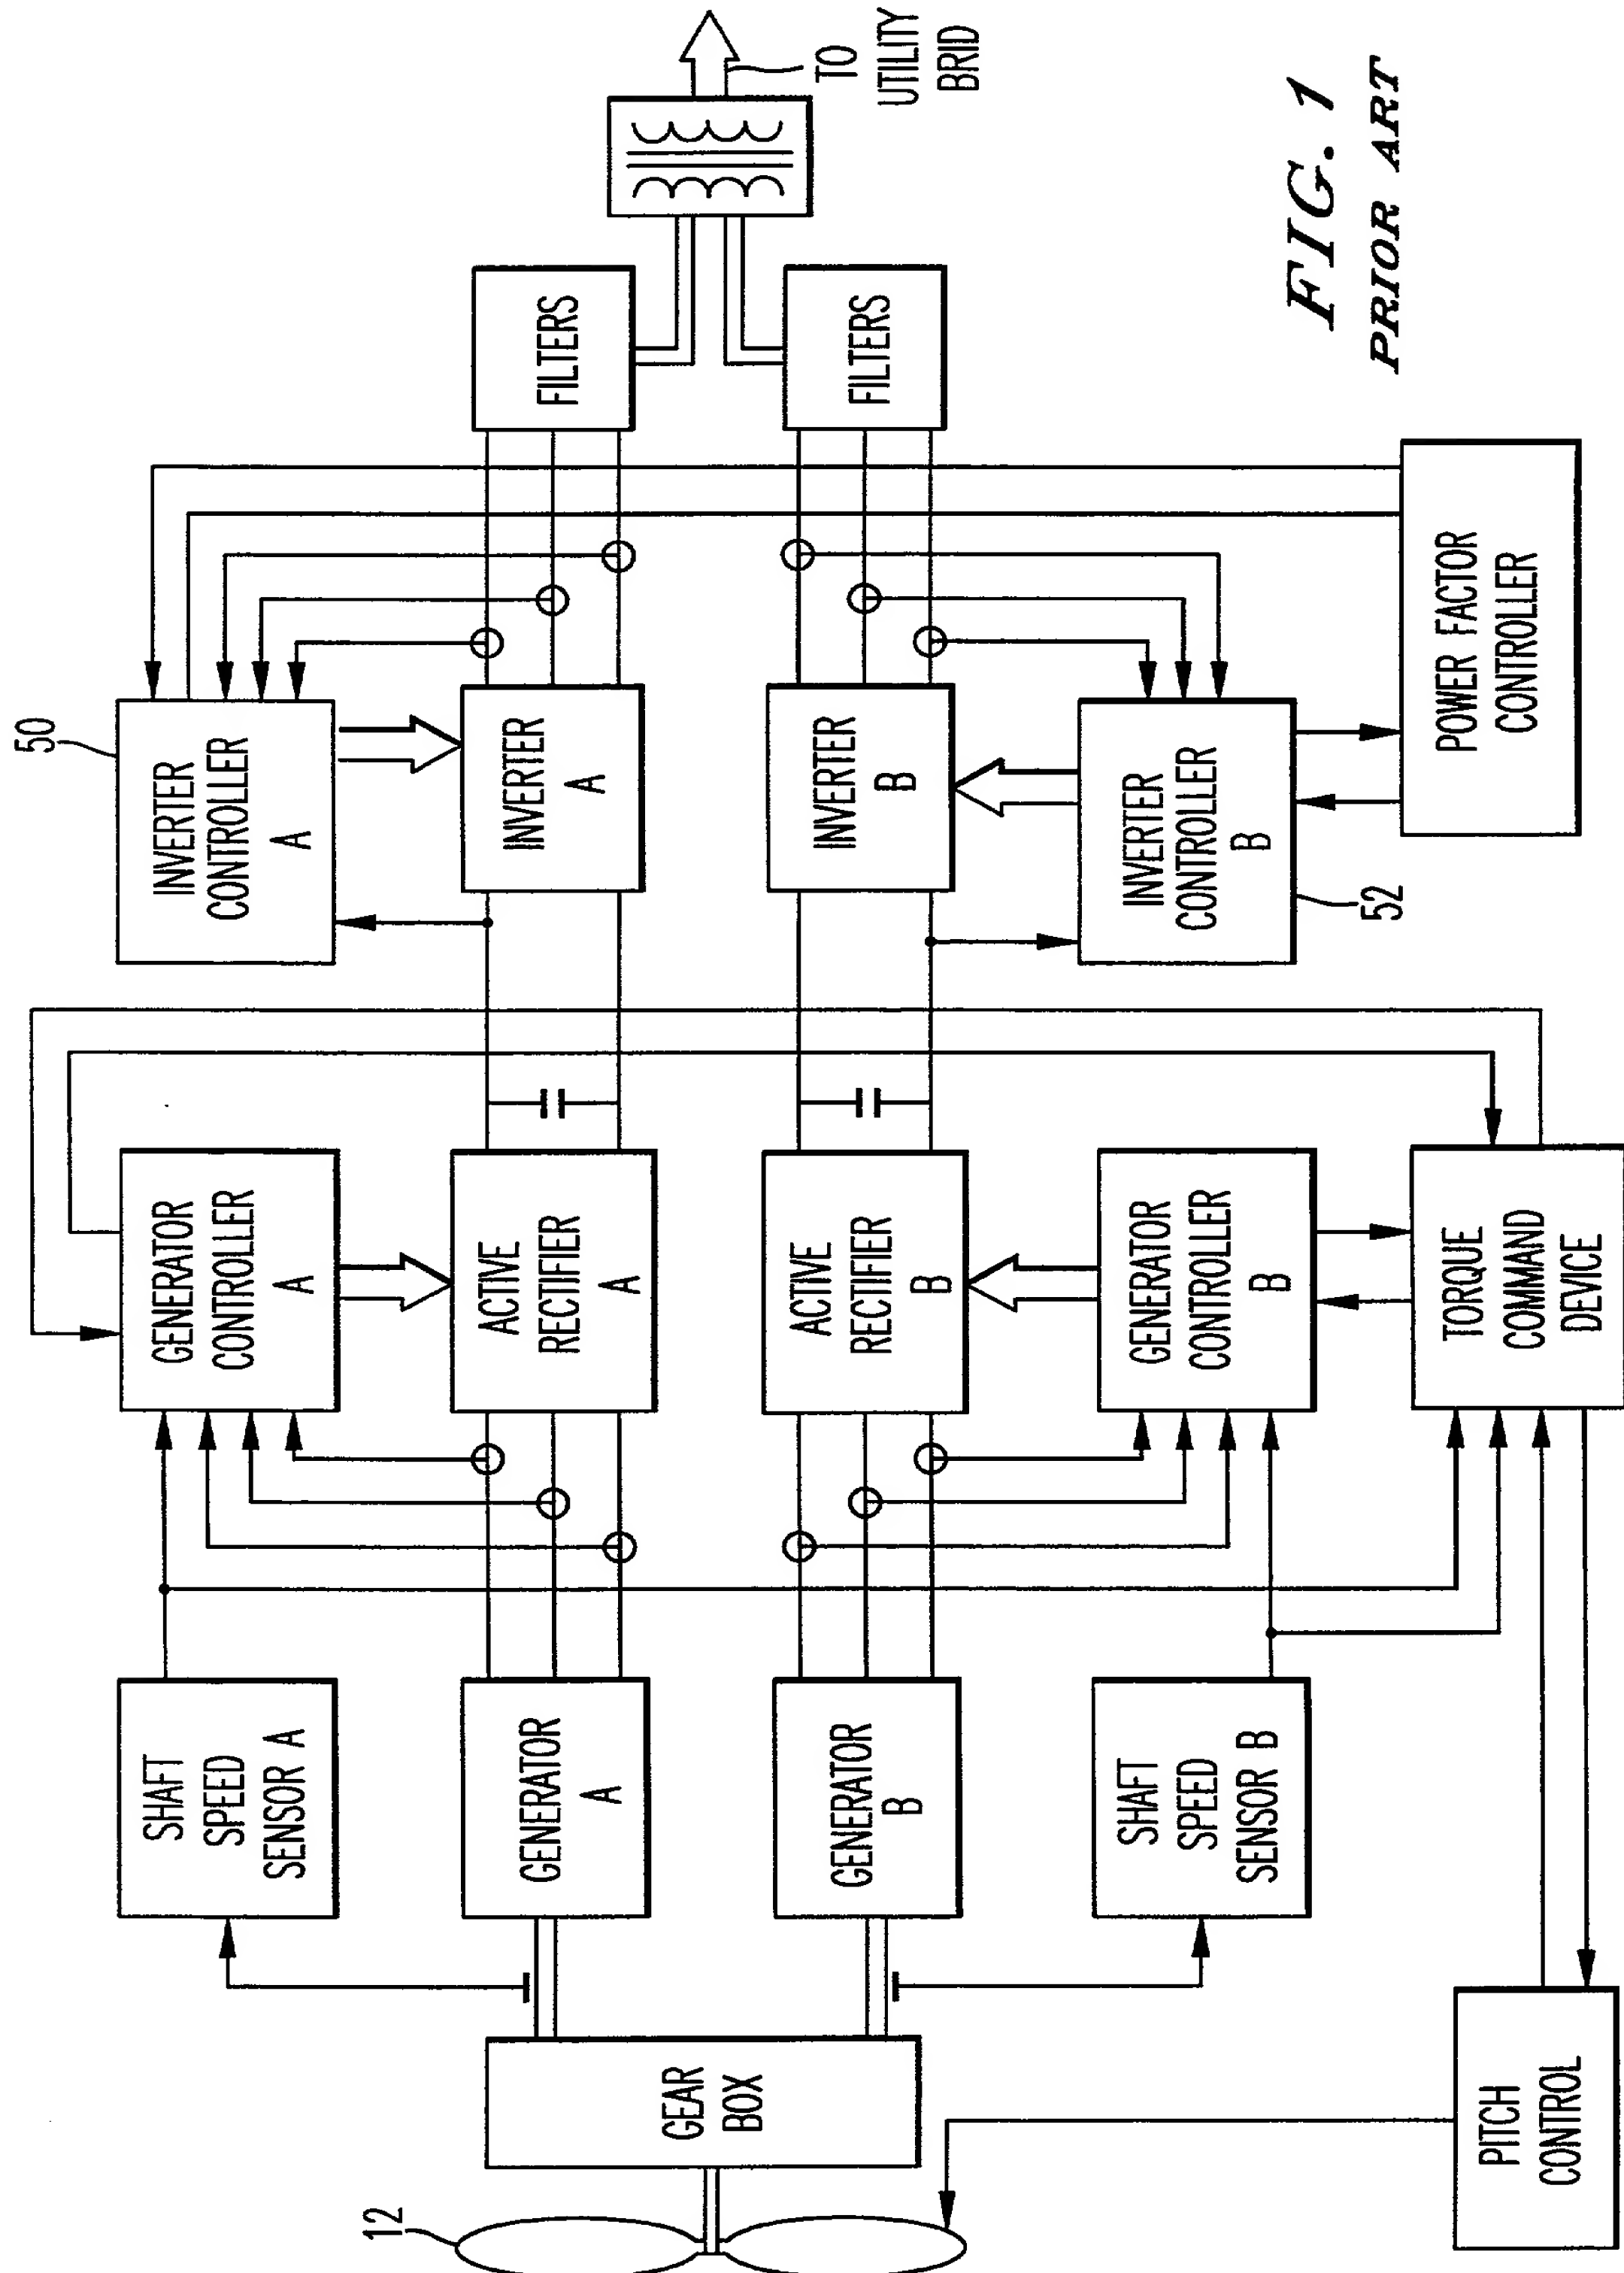 50
INVERTER
CONTROLLER
A
GENERATOR
CONTROLLER
A
SHAFT
SPEED
SENSOR A
12
GEAR
BOX
GENERATOR
A
ACTIVE
RECTIFIER
A
INVERTER
A
FILTERS
TO
UTILITY
BRID
GENERATOR
B
ACTIVE
RECTIFIER
B
INVERTER
B
FILTERS
SHAFT
SPEED
SENSOR B
GENERATOR
CONTROLLER
B
INVERTER
CONTROLLER
B
52
PITCH
CONTROL
TORQUE
COMMAND
DEVICE
POWER FACTOR
CONTROLLER
FIG. 1
PRIOR ART